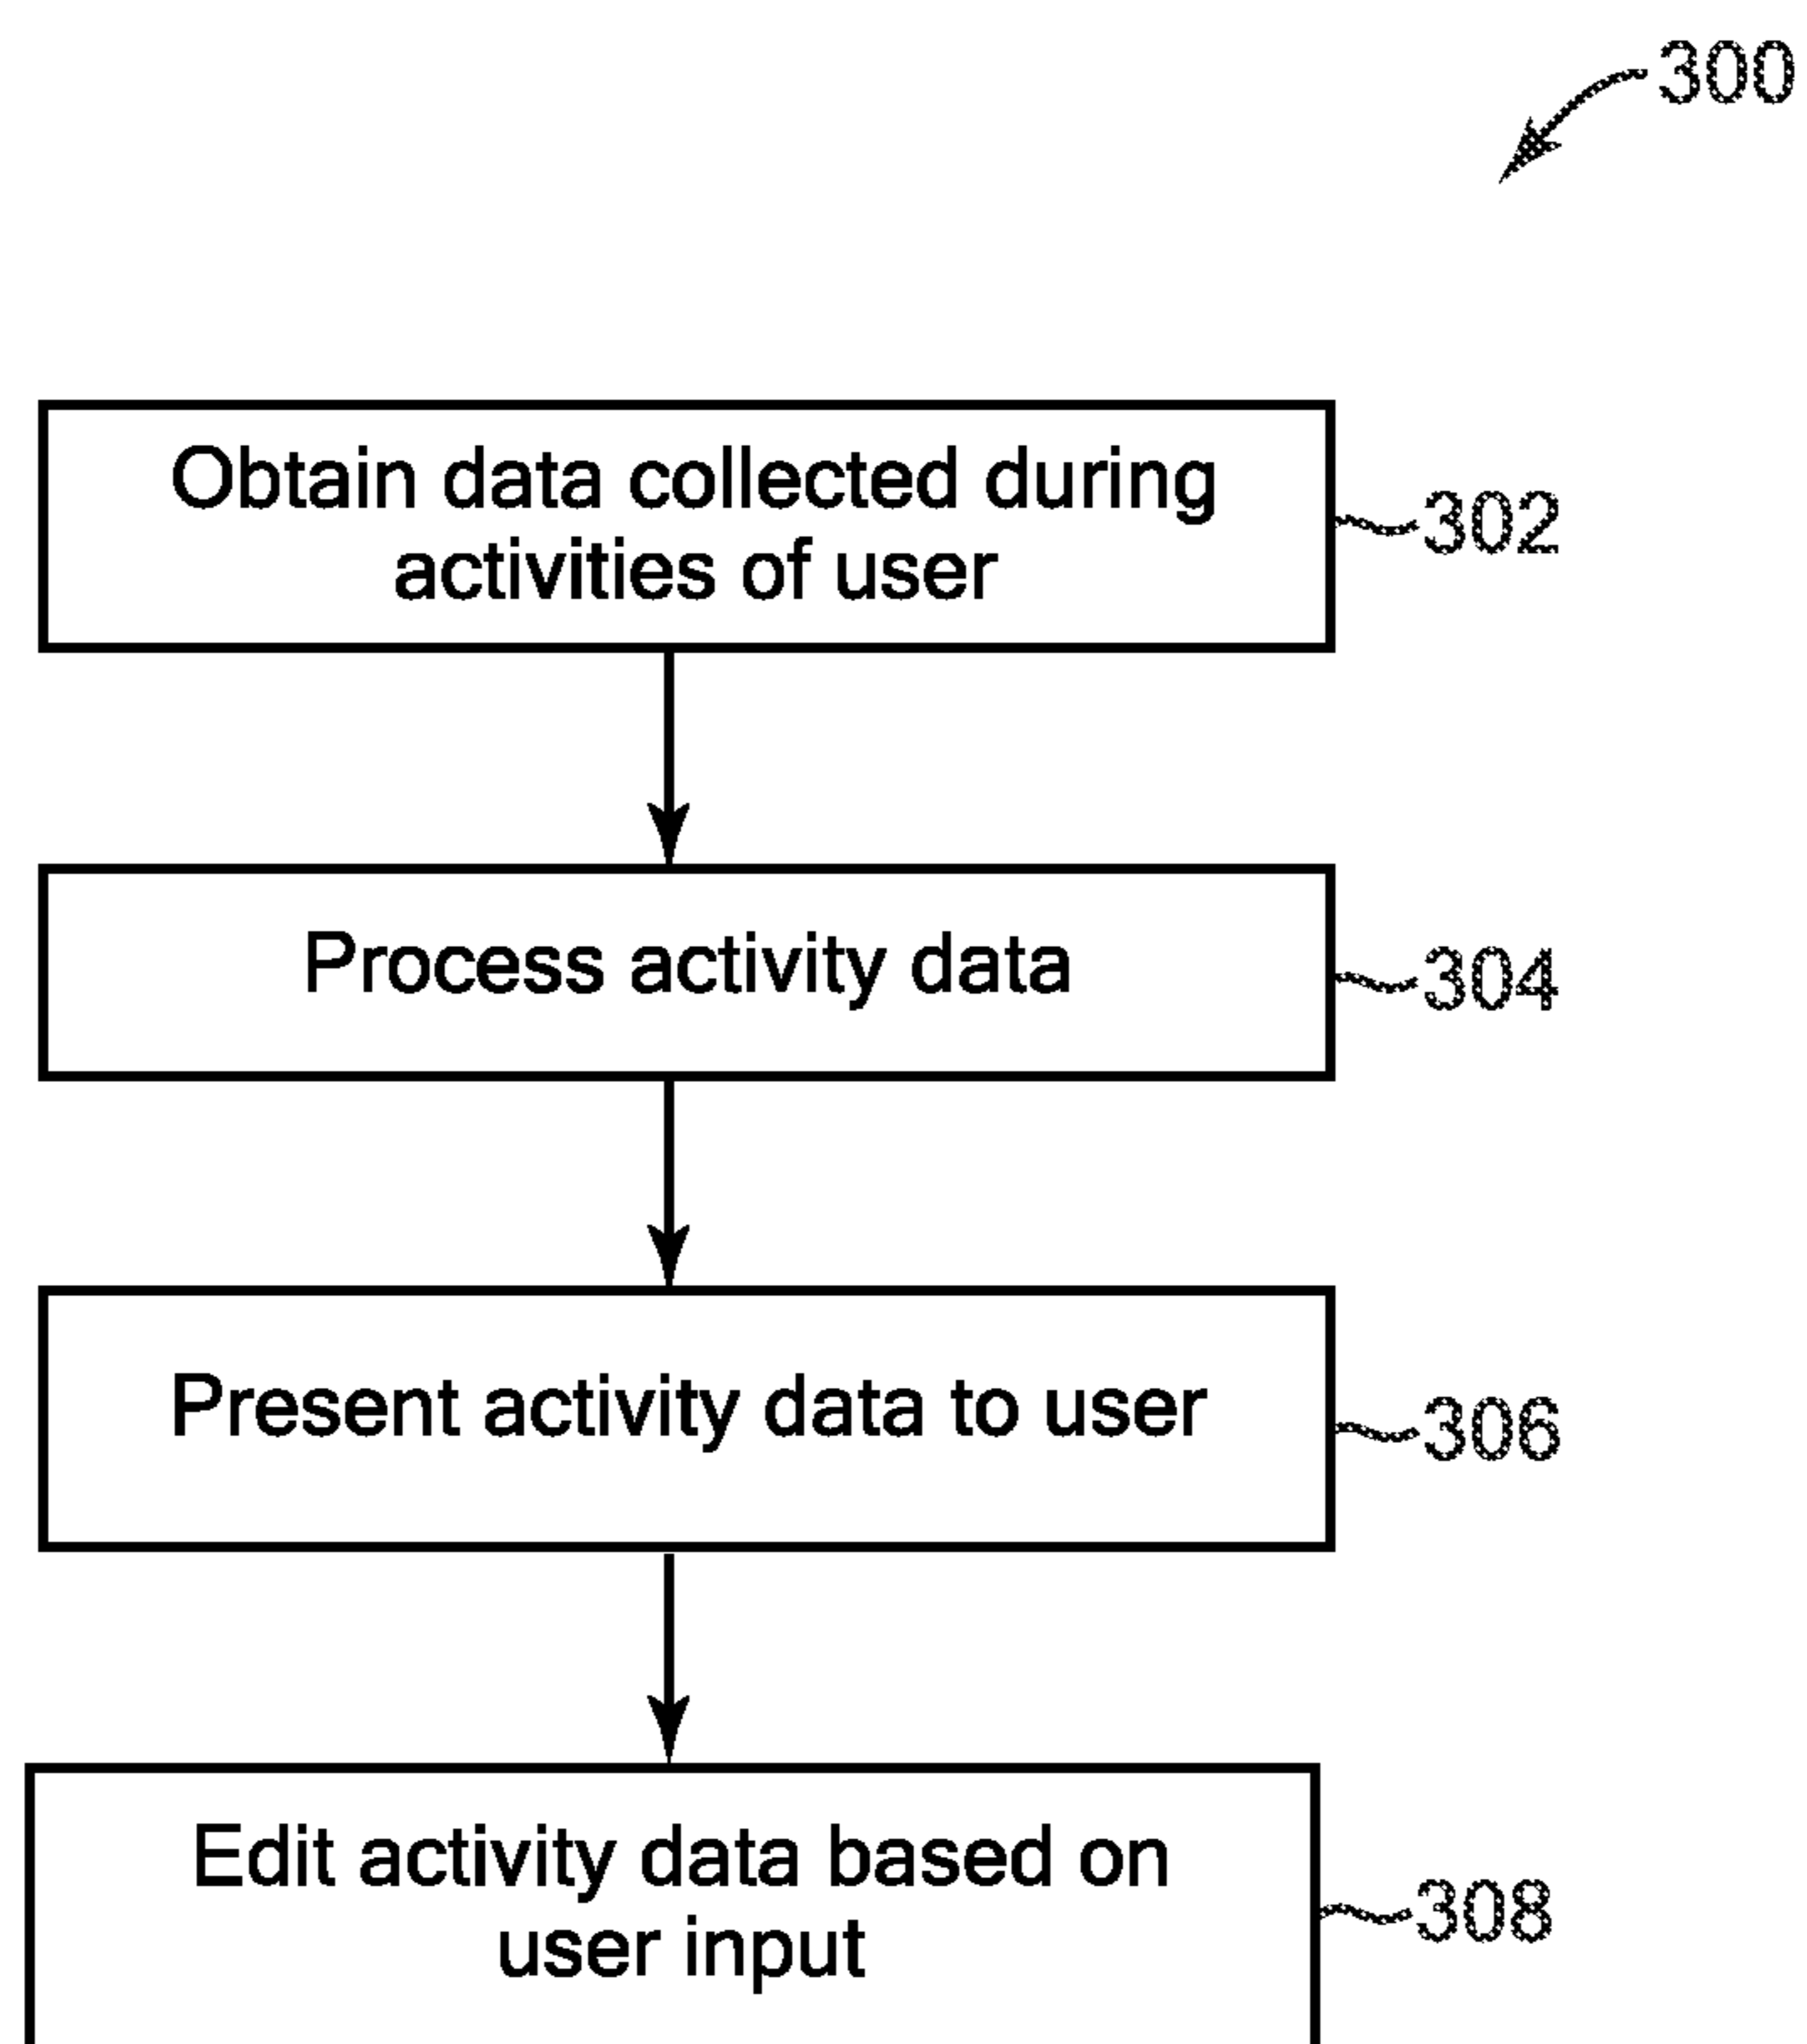 300
Obtain data collected during
activities of user
302
Process activity data
304
Present activity data to user
306
Edit activity data based on
user input
308